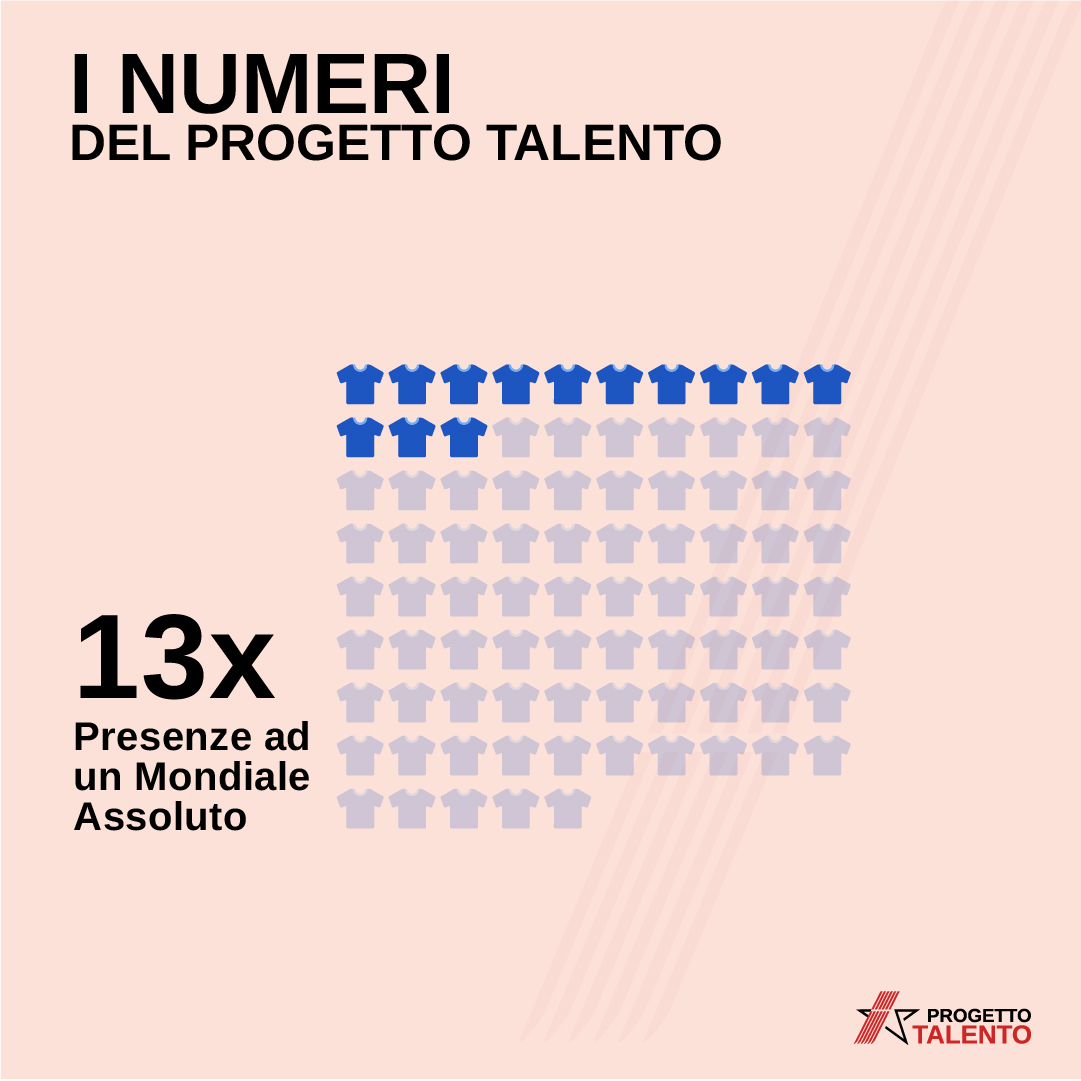 I NUMERI
DEL PROGETTO TALENTO
13x
Presenze ad
un Mondiale
Assoluto
PROGETTO
TALENTO